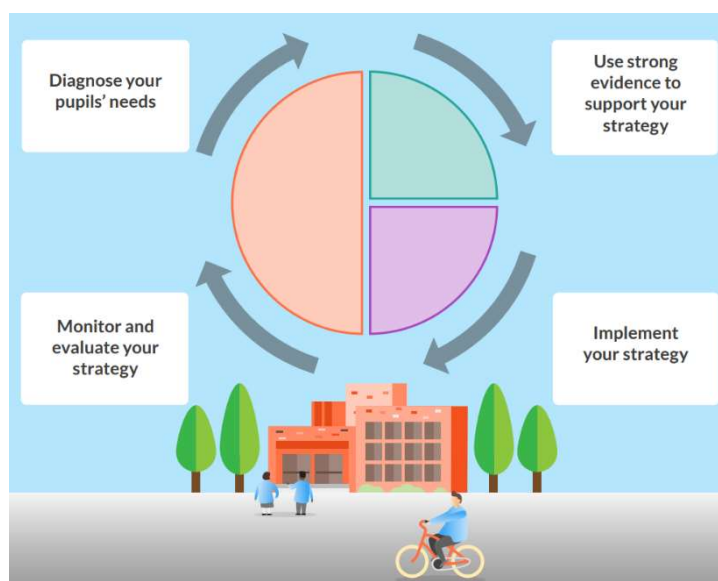 Diagnose your
pupils’ needs
Use strong
evidence to
support your
strategy
Implement
your strategy
Monitor and
evaluate your
strategy